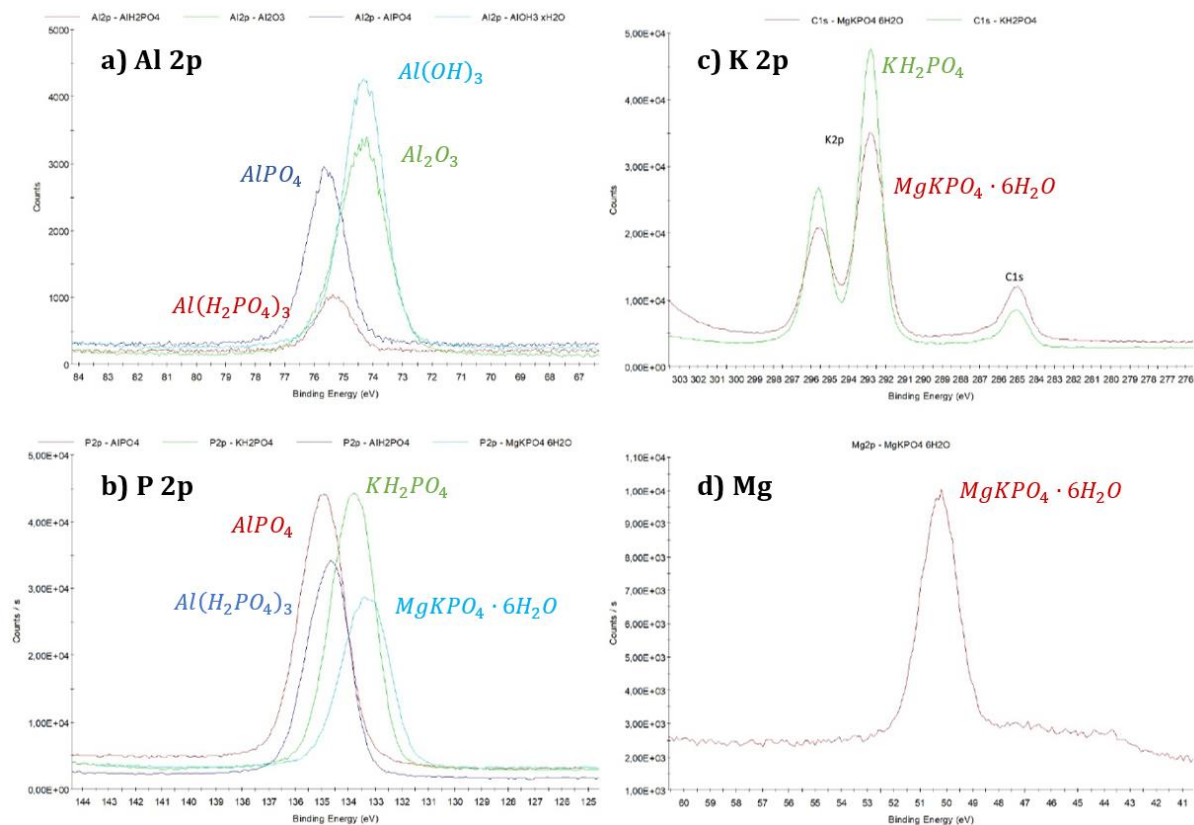 Al2p - AlH2PO4 Al2p - Al2O3 Al2p - AlPO4 Al2p - AlOH3 xH2O
a) Al 2p
Al(OH)₃
Al₂O₃
AlPO₄
Al(H₂PO₄)₃
Counts
5000
4000
3000
2000
1000
0
84 83 82 81 80 79 78 77 76 75 74 73 72 71 70 69 68 67
Binding Energy (eV)
C1s - MgKPO4 6H2O C1s - KH2PO4
c) K 2p
KH₂PO₄
K2p
MgKPO₄ · 6H₂O
C1s
Counts
5,00E+04
4,00E+04
3,00E+04
2,00E+04
1,00E+04
0,00E+00
303 302 301 300 299 298 297 296 295 294 293 292 291 290 289 288 287 286 265 284 283 282 281 280 279 278 277 276
Binding Energy (eV)
P2p - AlPO4 P2p - KH2PO4 P2p - AlH2PO4 P2p - MgKPO4 6H2O
b) P 2p
KH₂PO₄
AlPO₄
Al(H₂PO₄)₃
MgKPO₄ · 6H₂O
Counts / s
5,00E+04
4,00E+04
3,00E+04
2,00E+04
1,00E+04
0,00E+00
144 143 142 141 140 139 138 137 136 135 134 133 132 131 130 129 128 127 126 125
Binding Energy (eV)
Mg2p - MgKPO4 6H2O
d) Mg
MgKPO₄ · 6H₂O
Counts / s
1,10E+04
1,00E+04
9,00E+03
8,00E+03
7,00E+03
6,00E+03
5,00E+03
4,00E+03
3,00E+03
2,00E+03
1,00E+03
60 59 58 57 56 55 54 53 52 51 50 49 48 47 46 45 44 43 42 41
Binding Energy (eV)